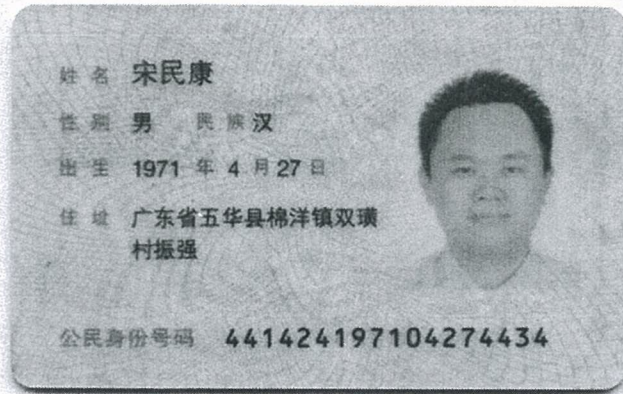 姓 名 宋民康
性 别 男 民 族 汉
出 生 1971 年 4 月 27 日
住 址 广东省五华县棉洋镇双璜
村振强
公民身份号码 441424197104274434